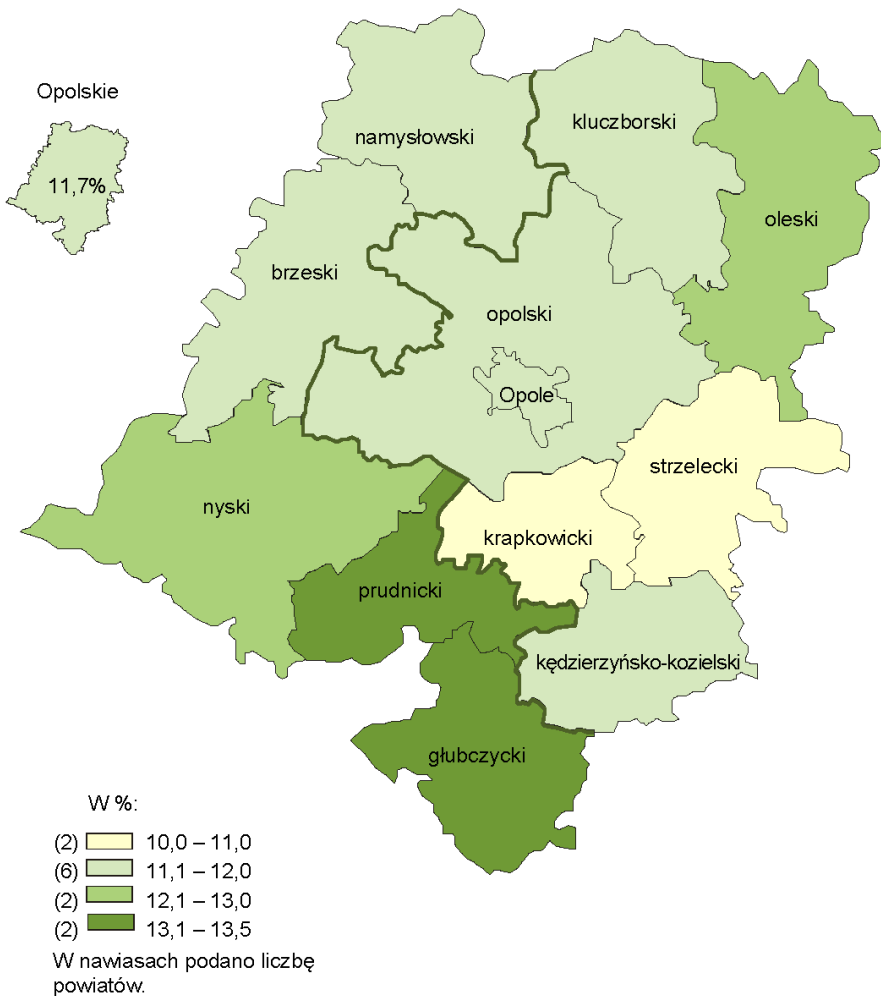 Opolskie
11,7%
namysłowski
kluczborski
oleski
brzeski
opolski
Opole
strzelecki
nyski
krapkowicki
prudnicki
kędzierzyńsko-kozielski
głubczycki
W %:
(2) 10,0 – 11,0
(6) 11,1 – 12,0
(2) 12,1 – 13,0
(2) 13,1 – 13,5
W nawiasach podano liczbę
powiatów.